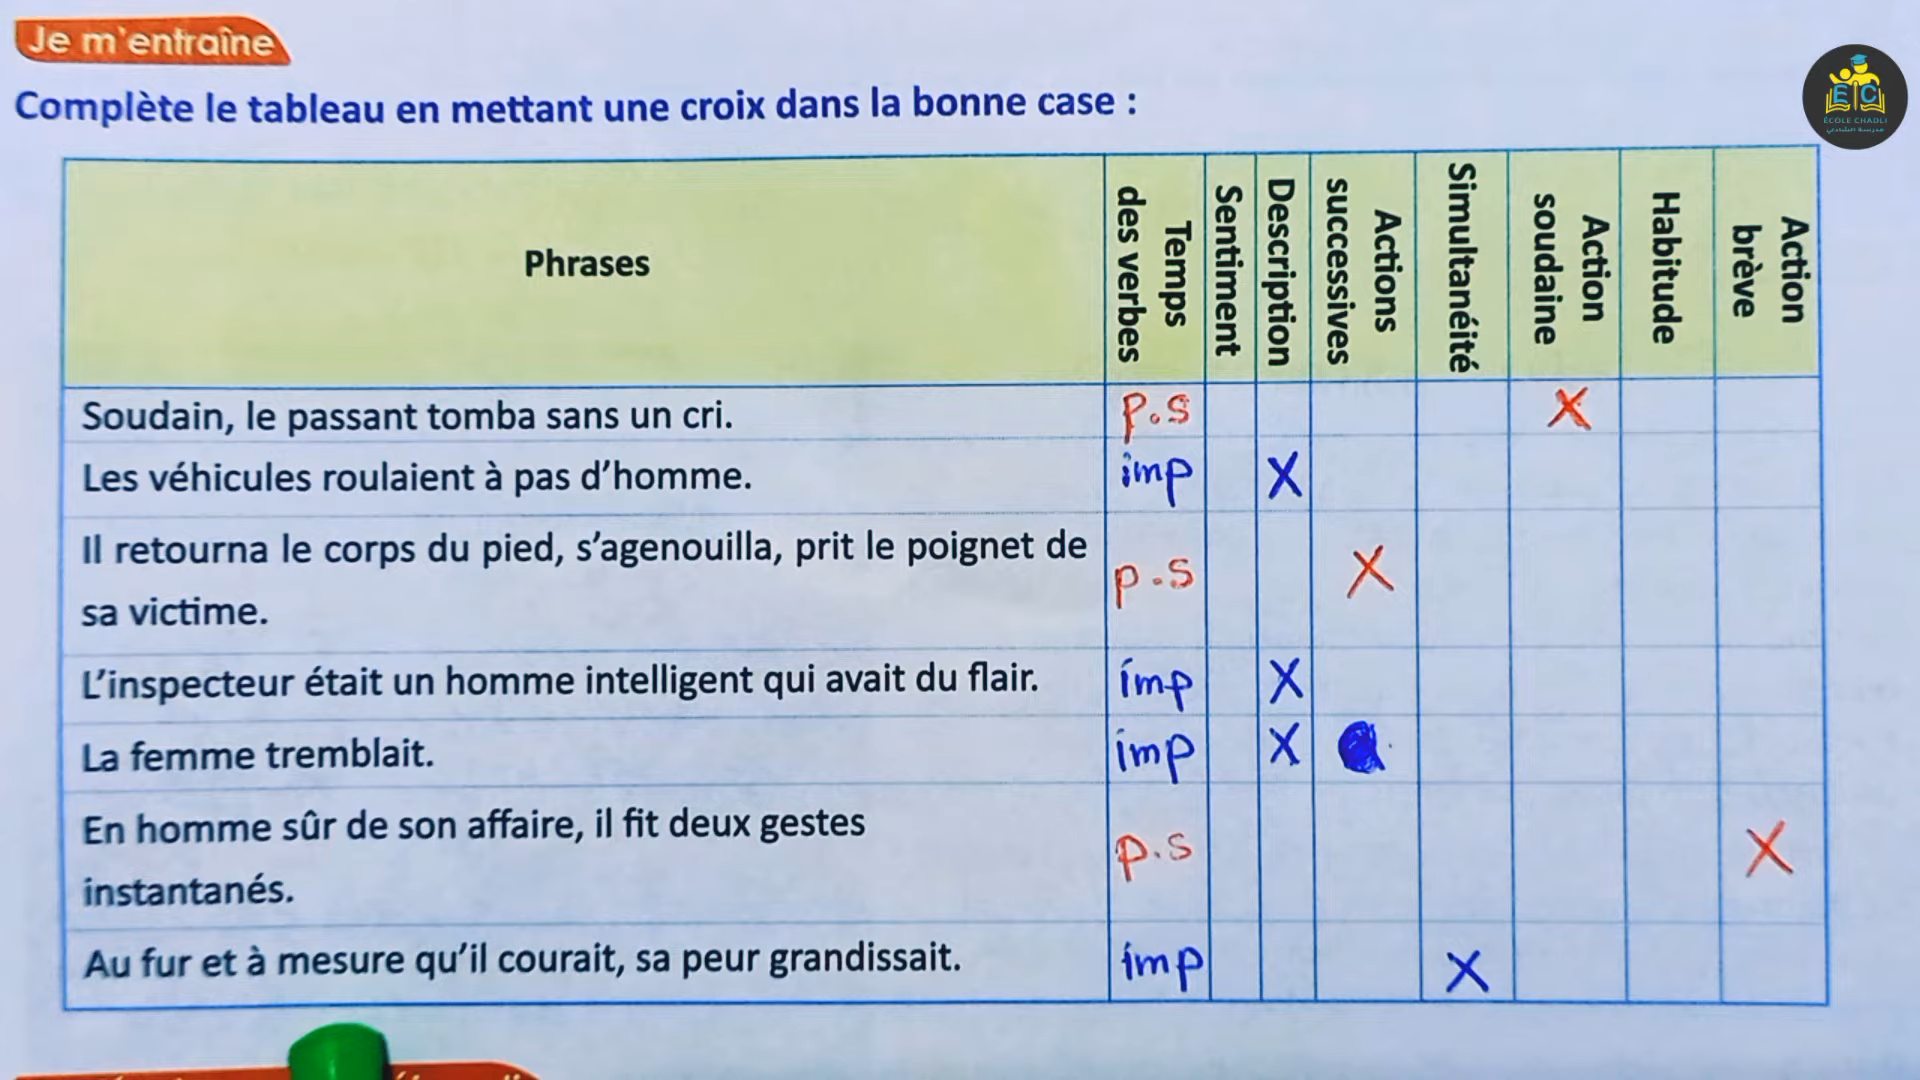 Je m'entraîne
ÉCOLE CHADLI
Complète le tableau en mettant une croix dans la bonne case :
Phrases
Temps
des verbes
Sentiment
Description
Actions
successives
Simultanéité
Action
soudaine
Habitude
Action
brève
Soudain, le passant tomba sans un cri. p.s X
Les véhicules roulaient à pas d'homme. imp X
Il retourna le corps du pied, s'agenouilla, prit le poignet de
sa victime. p.s X
L'inspecteur était un homme intelligent qui avait du flair. imp X
La femme tremblait. imp X
En homme sûr de son affaire, il fit deux gestes
instantanés. p.s X
Au fur et à mesure qu'il courait, sa peur grandissait. imp X